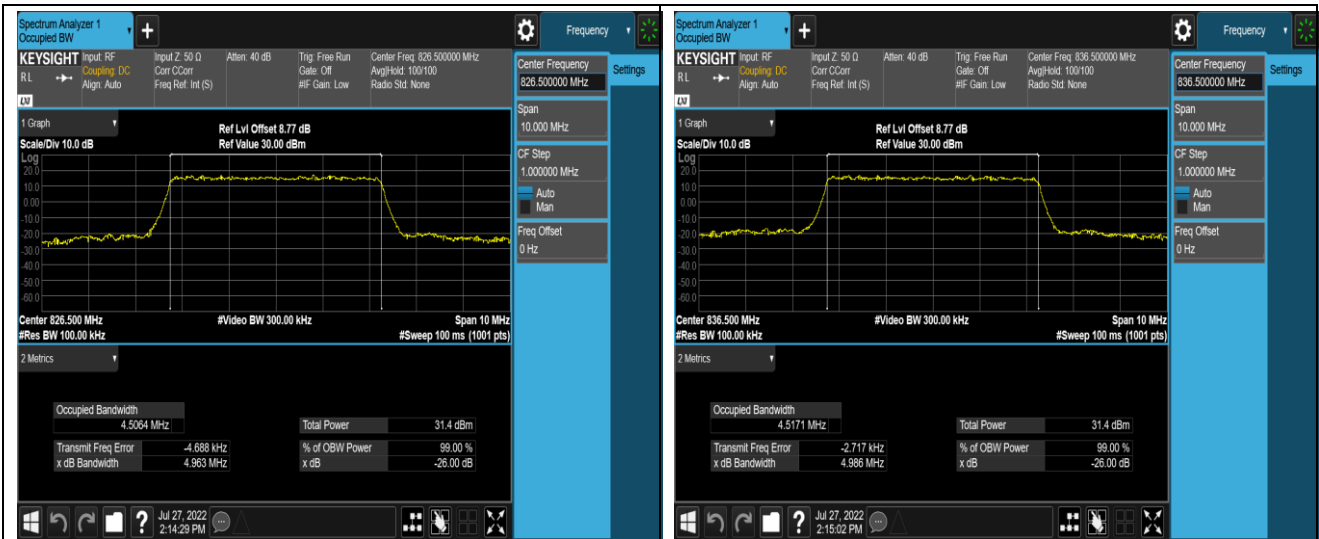 Spectrum Analyzer 1
Occupied BW
+
Frequency
KEYSIGHT
RL
LXI
Input: RF
Coupling: DC
Align: Auto
Input Z: 50 Ω
Corr CCorr
Freq Ref: Int (S)
Atten: 40 dB
Trig: Free Run
Gate: Off
#IF Gain: Low
Center Freq: 826.500000 MHz
Avg|Hold: 100/100
Radio Std: None
Center Frequency
826.500000 MHz
Settings
Span
10.000 MHz
CF Step
1.000000 MHz
Auto
Man
Freq Offset
0 Hz
1 Graph
Scale/Div 10.0 dB
Ref Lvl Offset 8.77 dB
Ref Value 30.00 dBm
Log
20.0
10.0
0.00
-10.0
-20.0
-30.0
-40.0
-50.0
-60.0
Center 826.500 MHz
#Video BW 300.00 kHz
Span 10 MHz
#Res BW 100.00 kHz
#Sweep 100 ms (1001 pts)
2 Metrics
Occupied Bandwidth
4.5064 MHz
Total Power 31.4 dBm
Transmit Freq Error -4.688 kHz
% of OBW Power 99.00 %
x dB Bandwidth 4.963 MHz
x dB -26.00 dB
?
Jul 27, 2022
2:14:29 PM
Spectrum Analyzer 1
Occupied BW
+
Frequency
KEYSIGHT
RL
LXI
Input: RF
Coupling: DC
Align: Auto
Input Z: 50 Ω
Corr CCorr
Freq Ref: Int (S)
Atten: 40 dB
Trig: Free Run
Gate: Off
#IF Gain: Low
Center Freq: 836.500000 MHz
Avg|Hold: 100/100
Radio Std: None
Center Frequency
836.500000 MHz
Settings
Span
10.000 MHz
CF Step
1.000000 MHz
Auto
Man
Freq Offset
0 Hz
1 Graph
Scale/Div 10.0 dB
Ref Lvl Offset 8.77 dB
Ref Value 30.00 dBm
Log
20.0
10.0
0.00
-10.0
-20.0
-30.0
-40.0
-50.0
-60.0
Center 836.500 MHz
#Video BW 300.00 kHz
Span 10 MHz
#Res BW 100.00 kHz
#Sweep 100 ms (1001 pts)
2 Metrics
Occupied Bandwidth
4.5171 MHz
Total Power 31.4 dBm
Transmit Freq Error -2.717 kHz
% of OBW Power 99.00 %
x dB Bandwidth 4.986 MHz
x dB -26.00 dB
?
Jul 27, 2022
2:15:02 PM